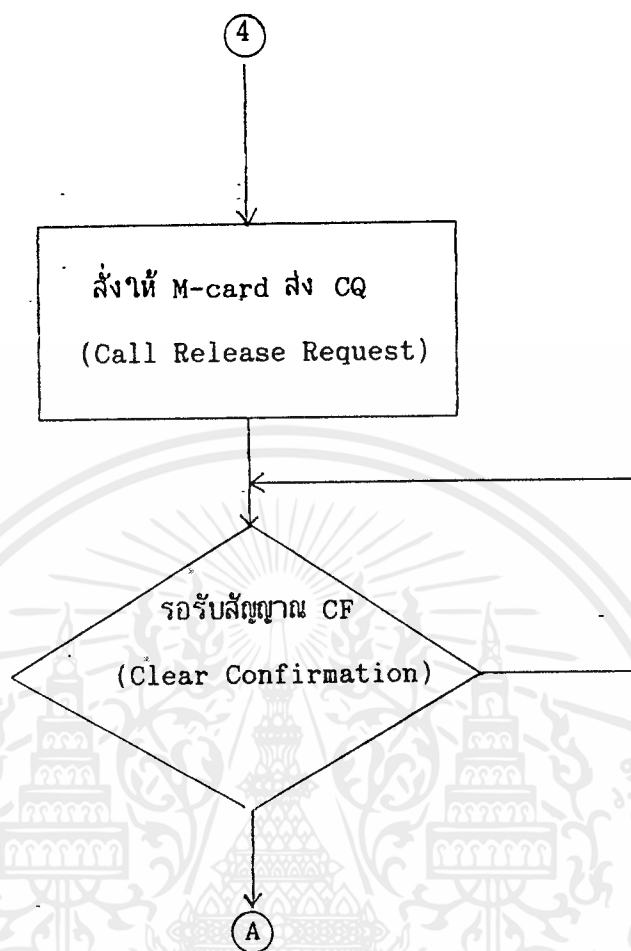 4
สั่งให้ M-card ส่ง CQ
(Call Release Request)
รอรับสัญญาณ CF
(Clear Confirmation)
A